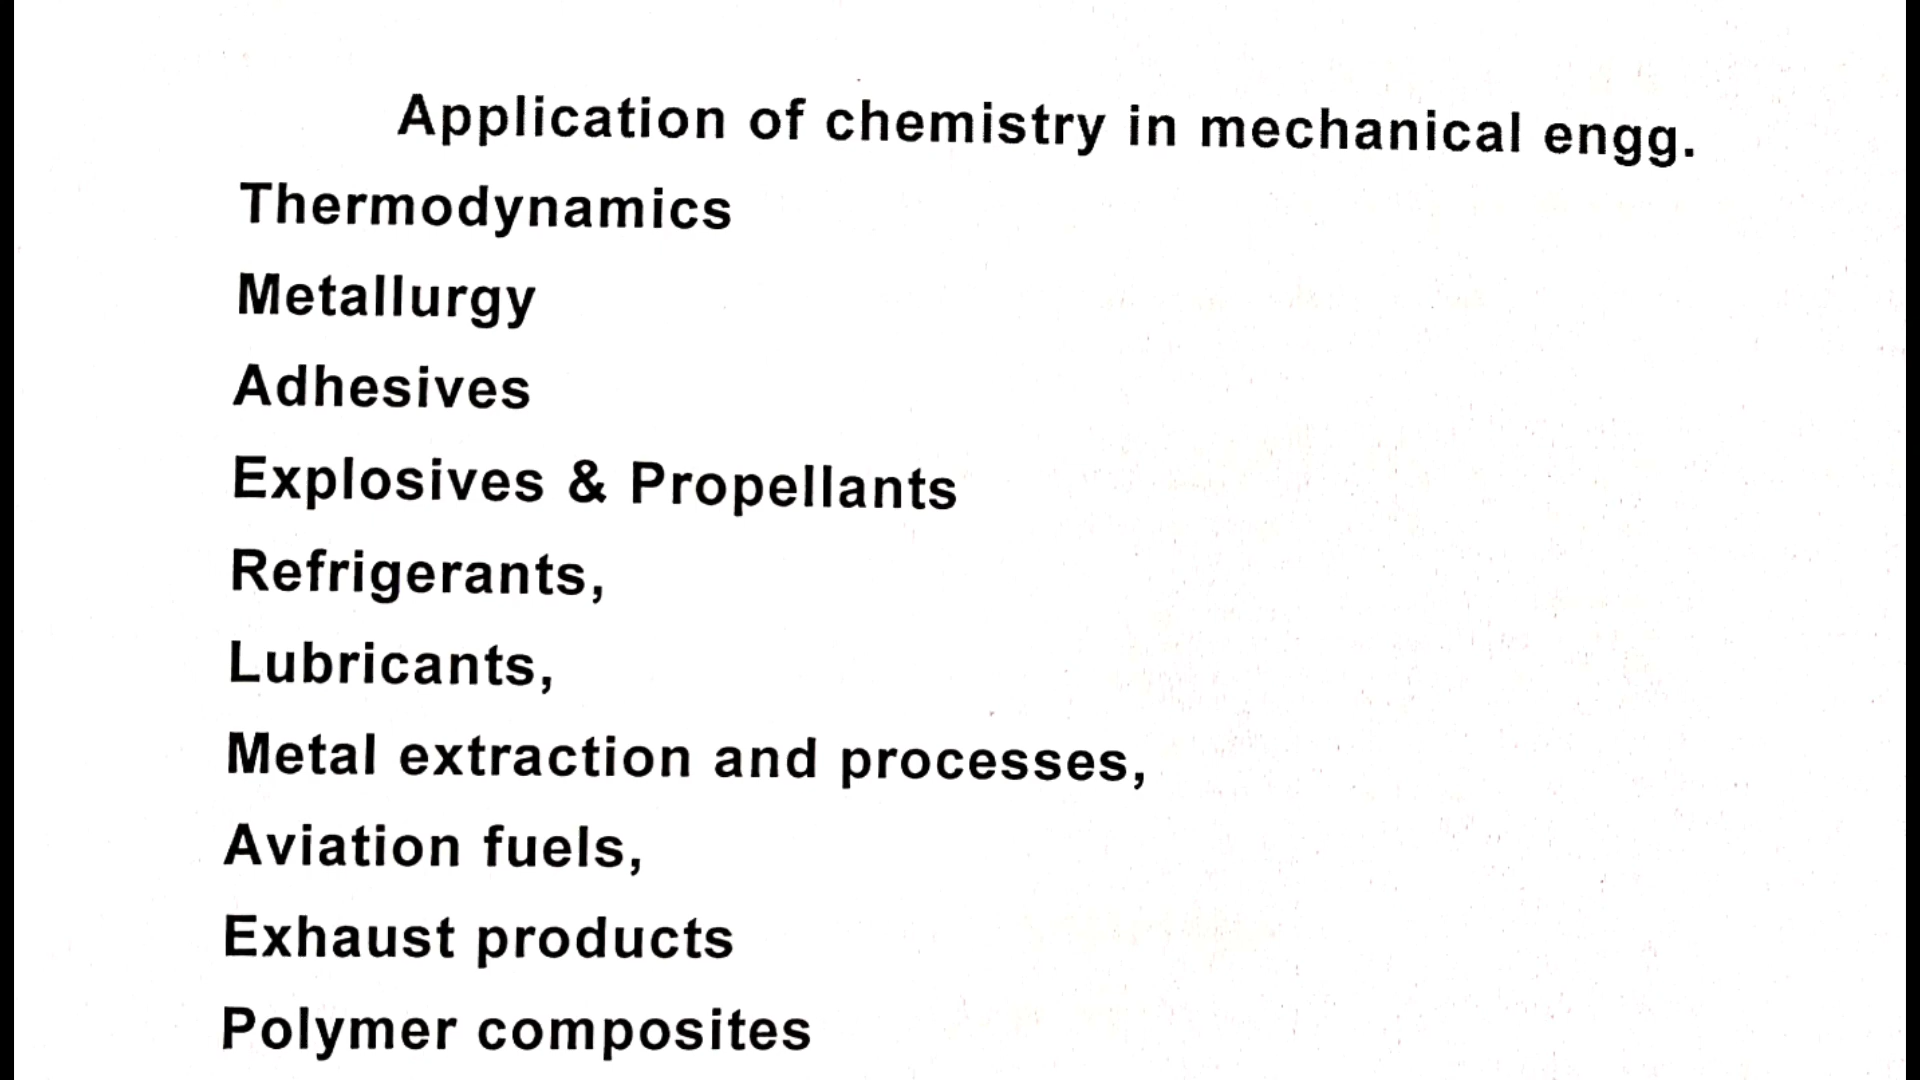 Application of chemistry in mechanical engg.
Thermodynamics
Metallurgy
Adhesives
Explosives & Propellants
Refrigerants,
Lubricants,
Metal extraction and processes,
Aviation fuels,
Exhaust products
Polymer composites